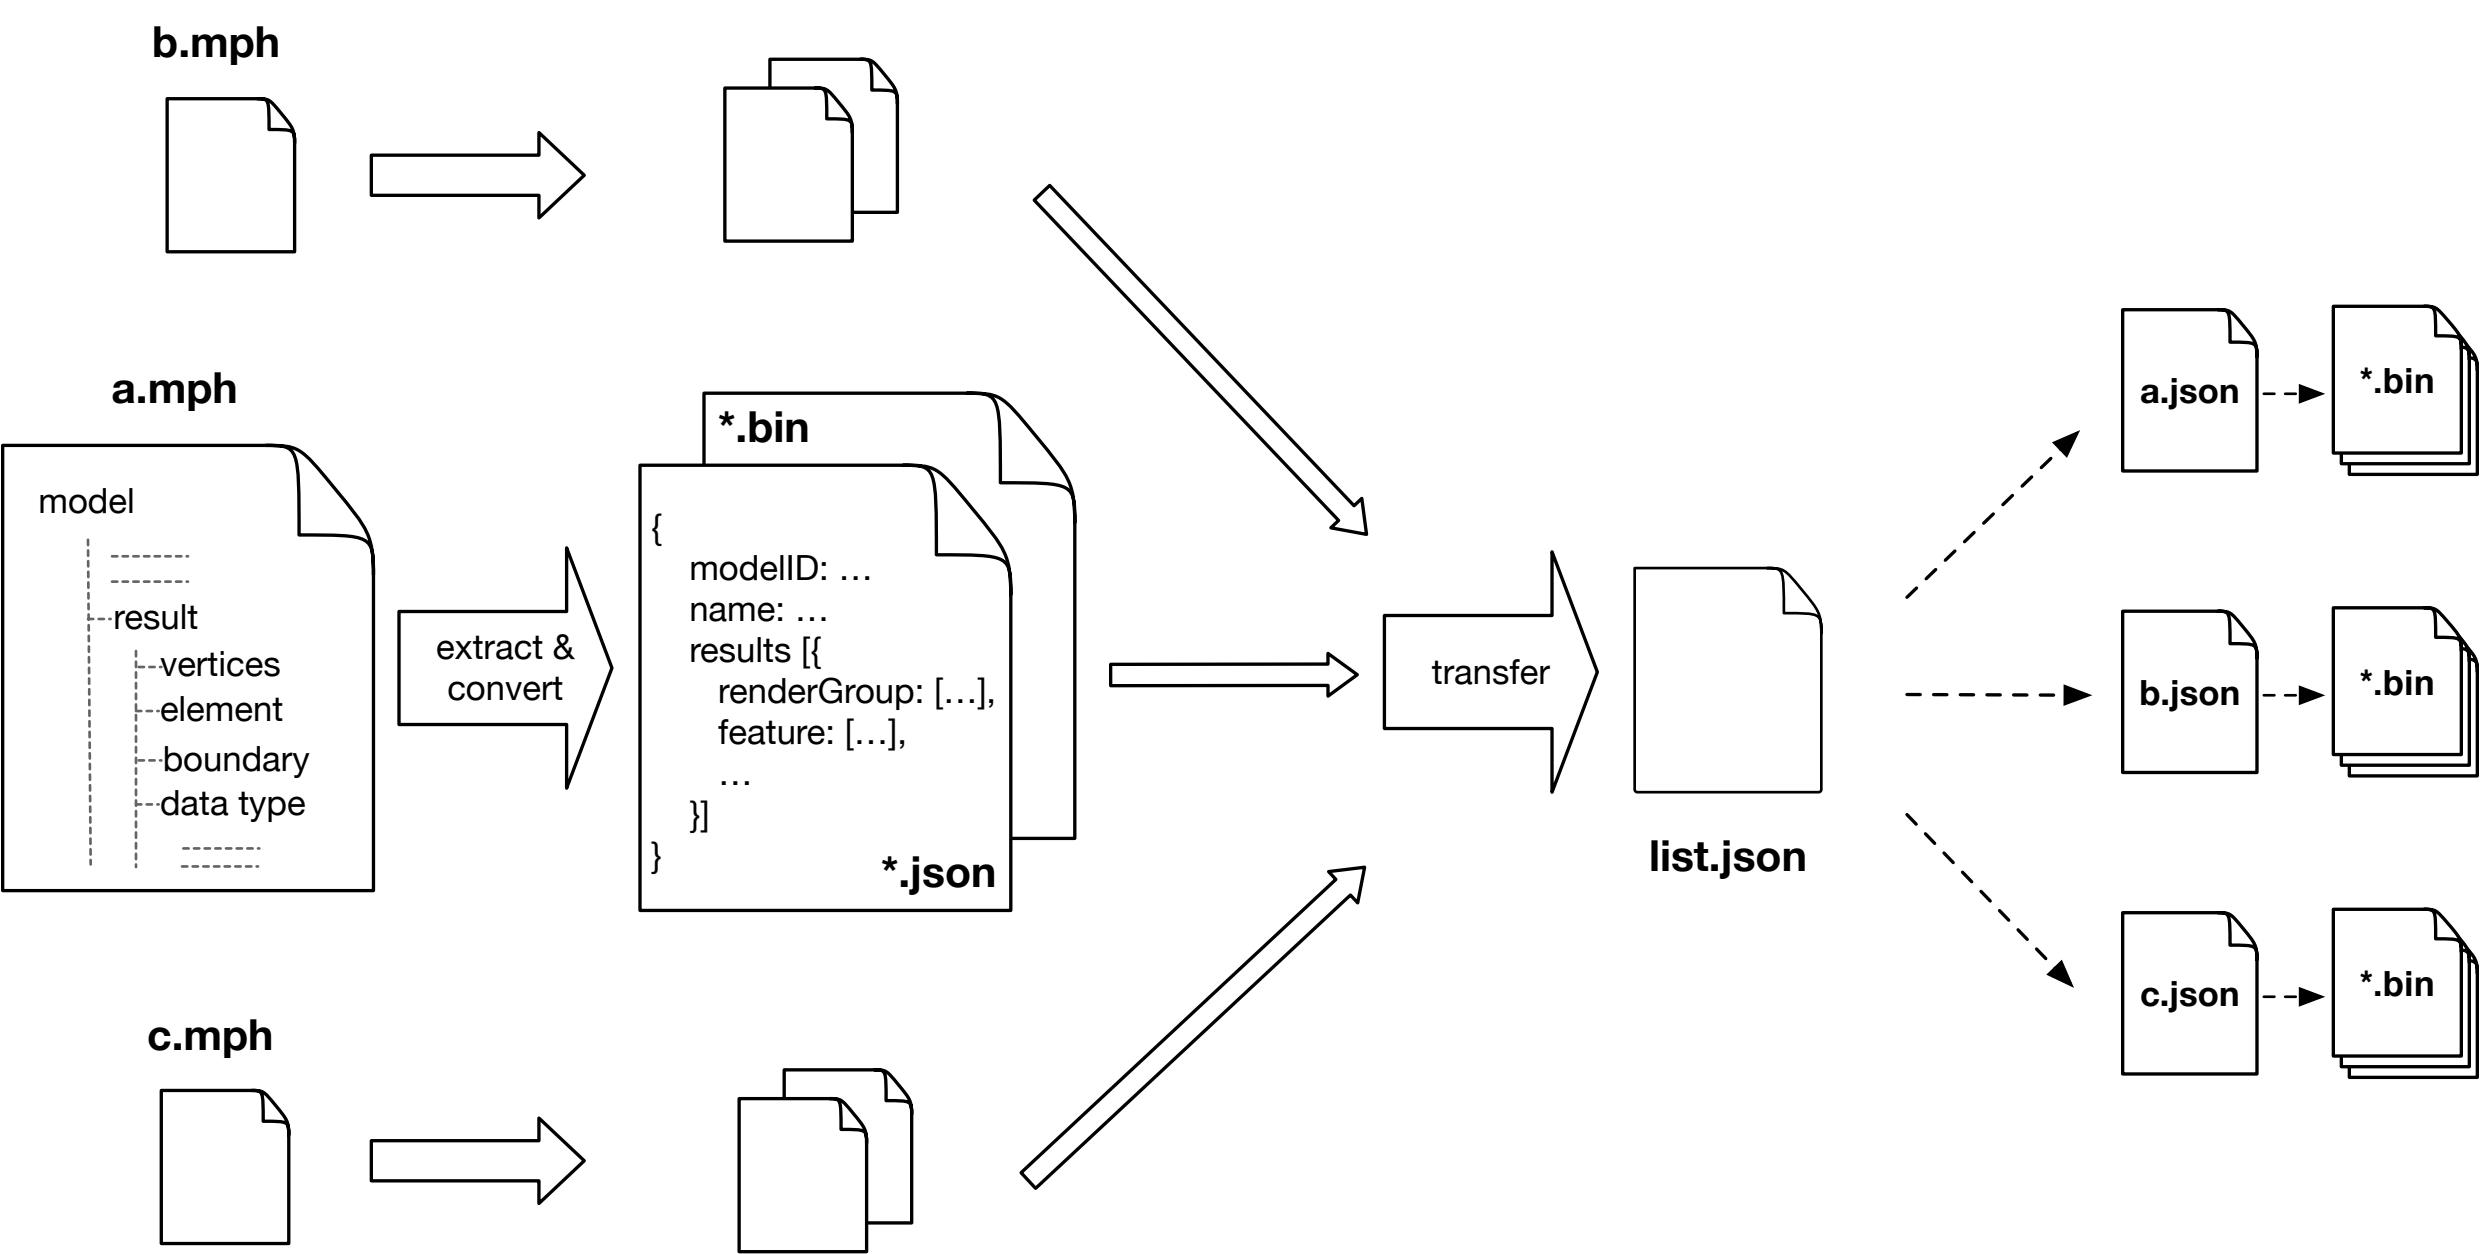 b.mph
a.mph
model
result
vertices
element
boundary
data type
c.mph
extract &
convert
*.bin
{
modelID: …
name: …
results [{
renderGroup: […],
feature: […],
…
}]
}
*.json
transfer
list.json
a.json
*.bin
b.json
*.bin
c.json
*.bin